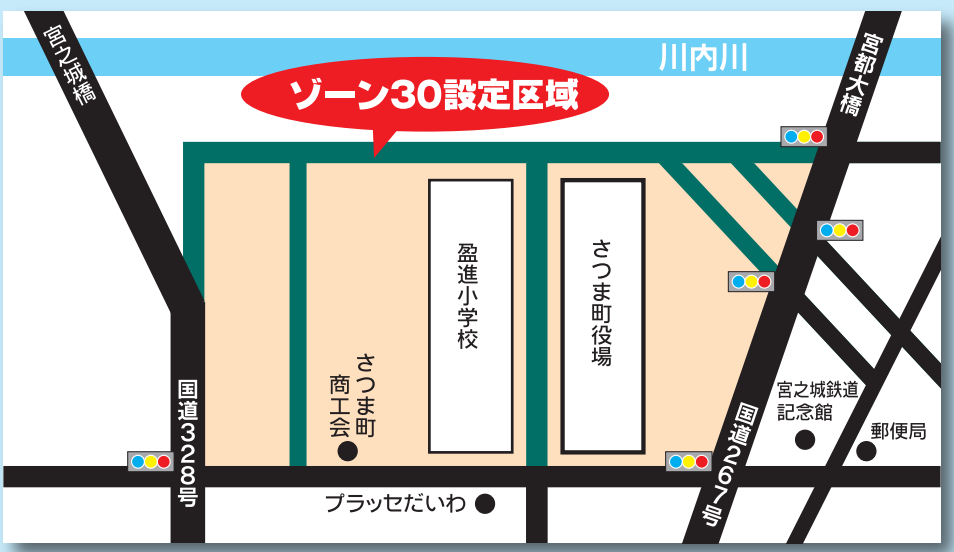 宮之城橋
川内川
宮都大橋
ゾーン30設定区域
盈進小学校
さつま町役場
さつま町
商工会
国道328号
国道267号
宮之城鉄道
記念館
郵便局
プラッセだいわ